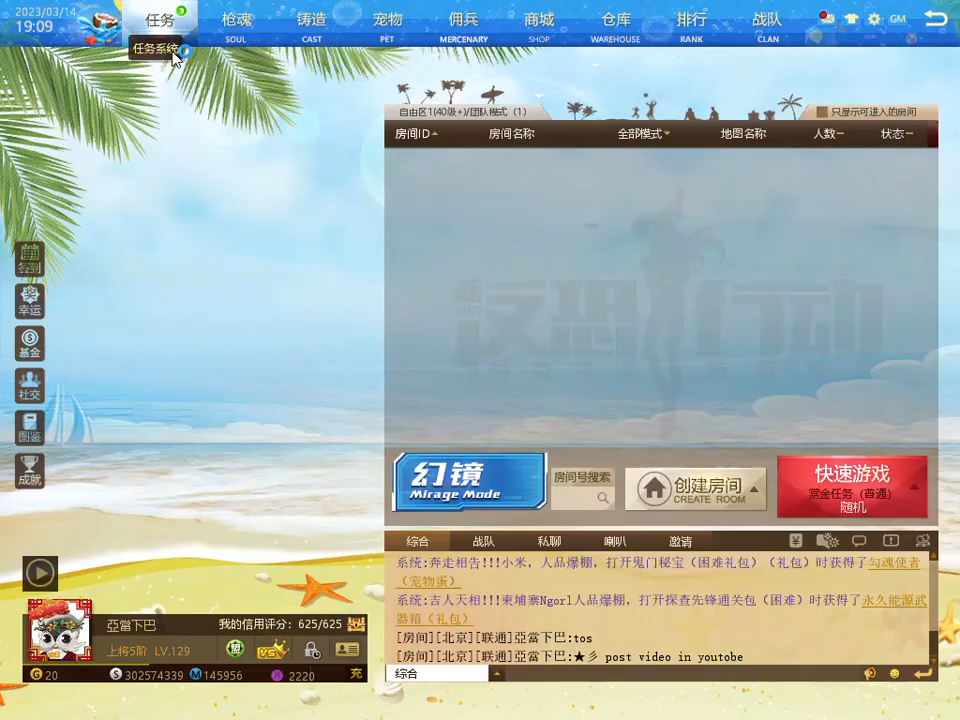 2023/03/14
19:09
任务
3
枪魂
SOUL
铸造
CAST
宠物
PET
佣兵
MERCENARY
商城
SHOP
仓库
WAREHOUSE
排行
RANK
战队
CLAN
GM
任务系统
自由区1(40级+)/团队模式 (1)
只显示可进入的房间
房间ID
房间名称
全部模式
地图名称
人数
状态
反恐行动
签到
幸运
基金
社交
图鉴
成就
幻镜
Mirage Mode
房间号搜索
创建房间
CREATE ROOM
快速游戏
赏金任务 (普通)
随机
综合
战队
私聊
喇叭
邀请
系统:奔走相告!!!小米, 人品爆棚, 打开鬼门秘宝 (困难礼包) (礼包) 时获得了勾魂使者
(宠物蛋)
系统:吉人天相!!!柬埔寨Ngorl人品爆棚, 打开探查先锋通关包 (困难) 时获得了永久能源武
器箱 (礼包)
[房间][北京][联通]亞當下巴:tos
[房间][北京][联通]亞當下巴:★彡 post video in youtobe
综合
亞當下巴
我的信用评分: 625/625
上将5阶 LV.129
盟
VS
G 20
S 302574339
M 145956
2220
充